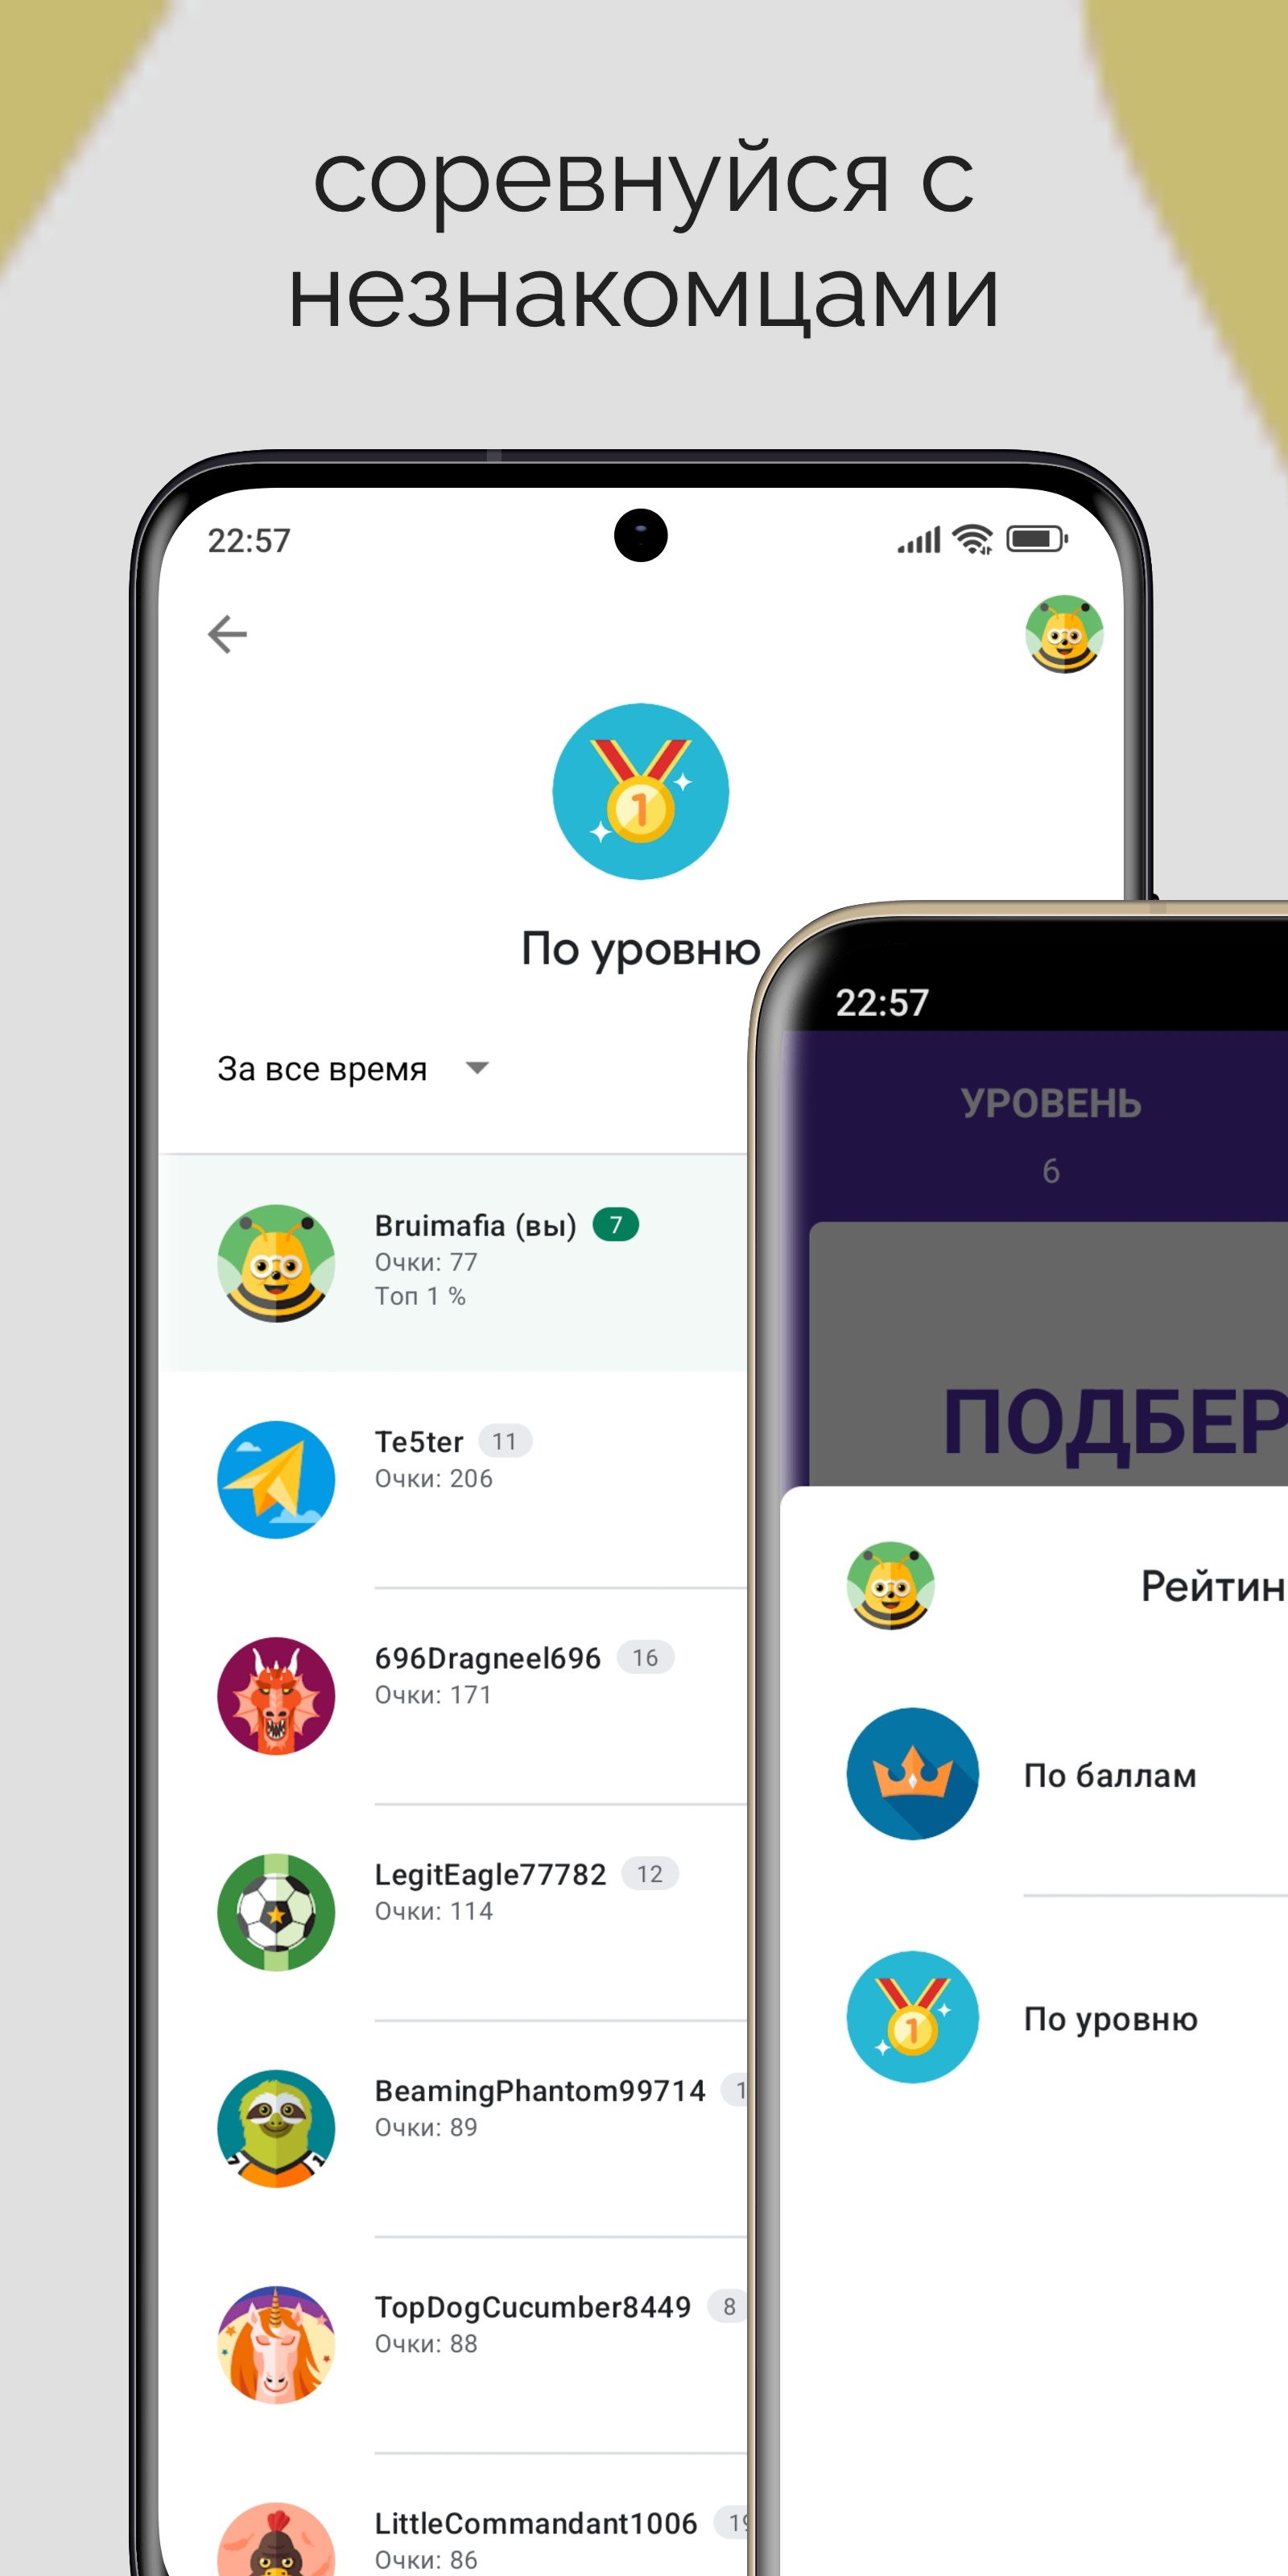 соревнуйся с
незнакомцами
22:57
1
По уровню
За все время
Bruimafia (вы) 7
Очки: 77
Топ 1 %
Te5ter 11
Очки: 206
696Dragneel696 16
Очки: 171
LegitEagle77782 12
Очки: 114
BeamingPhantom99714
Очки: 89
TopDogCucumber8449 8
Очки: 88
LittleCommandant1006
Очки: 86
22:57
УРОВЕНЬ
6
ПОДБЕР
Рейтин
По баллам
1
По уровню